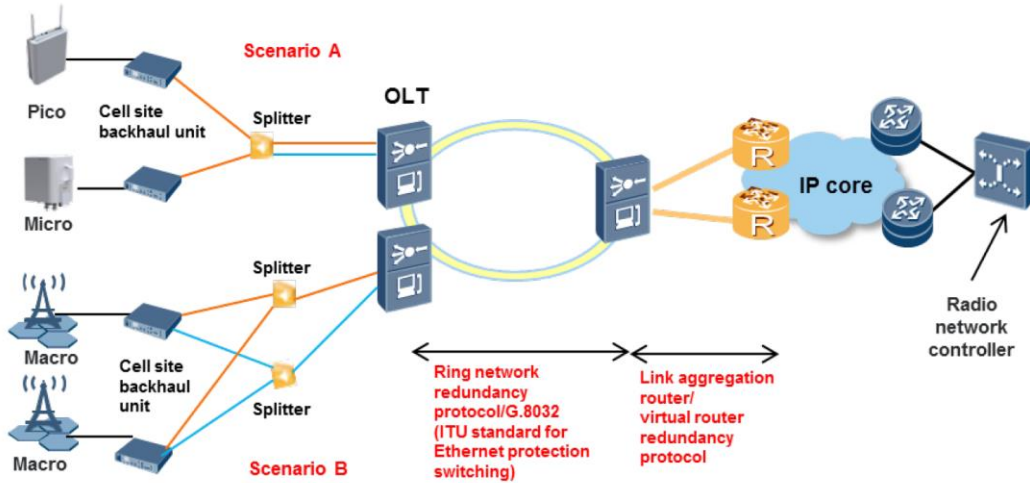 Scenario A
Pico
Cell site
backhaul unit
Splitter
OLT
Micro
R
R
IP core
Splitter
Macro
Cell site
backhaul
unit
Splitter
Macro
Scenario B
Ring network
redundancy
protocol/G.8032
(ITU standard for
Ethernet protection
switching)
Link aggregation
router/
virtual router
redundancy
protocol
Radio
network
controller